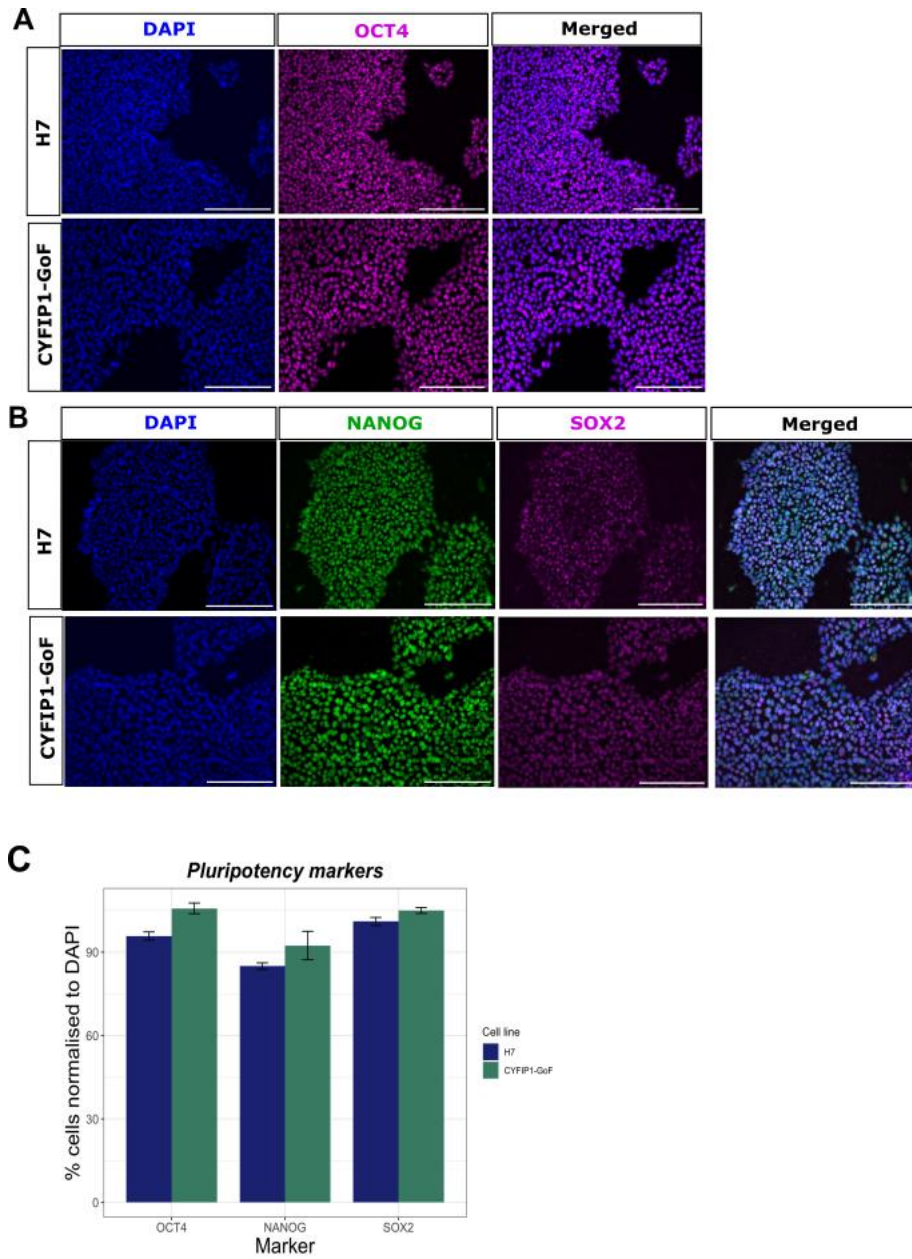 A
DAPI OCT4 Merged
H7
CYFIP1-GoF
B
DAPI NANOG SOX2 Merged
H7
CYFIP1-GoF
C
Pluripotency markers
% cells normalised to DAPI
90
60
30
0
OCT4 NANOG SOX2
Marker
Cell line
H7
CYFIP1-GoF